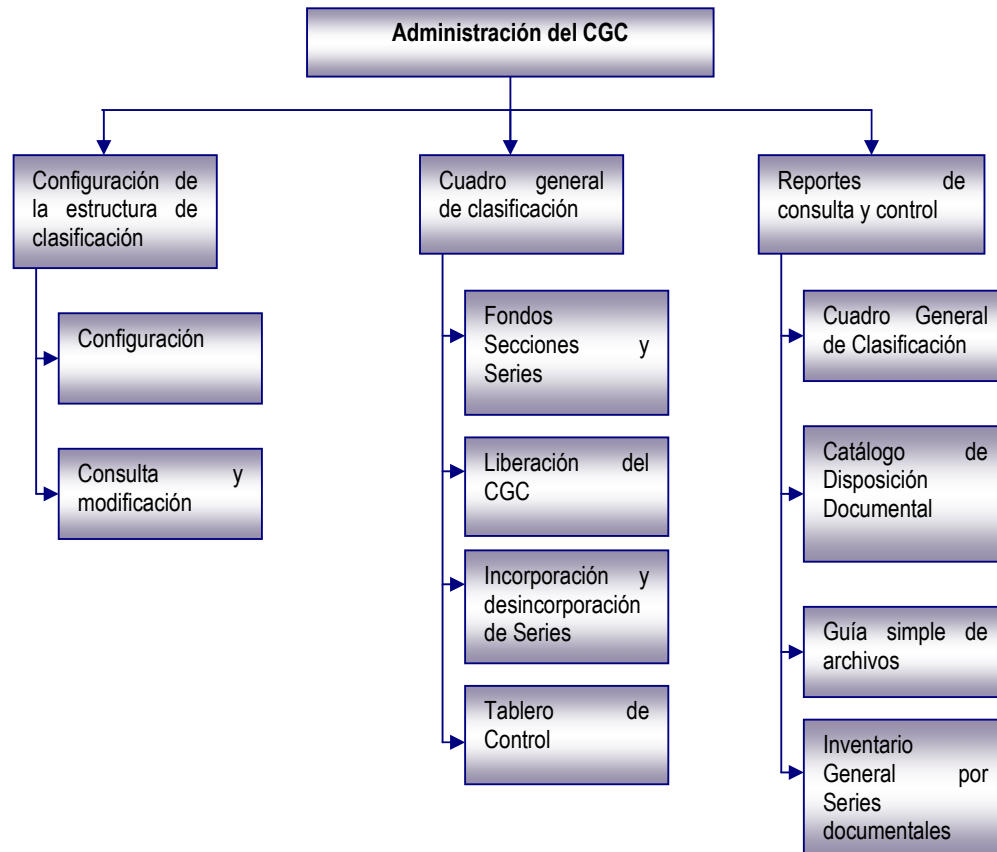 Administración del CGC
Configuración de
la estructura de
clasificación
Configuración
Consulta y
modificación
Cuadro general
de clasificación
Fondos
Secciones y
Series
Liberación del
CGC
Incorporación y
desincorporación
de Series
Tablero de
Control
Reportes de
consulta y control
Cuadro General
de Clasificación
Catálogo de
Disposición
Documental
Guía simple de
archivos
Inventario
General por
Series
documentales